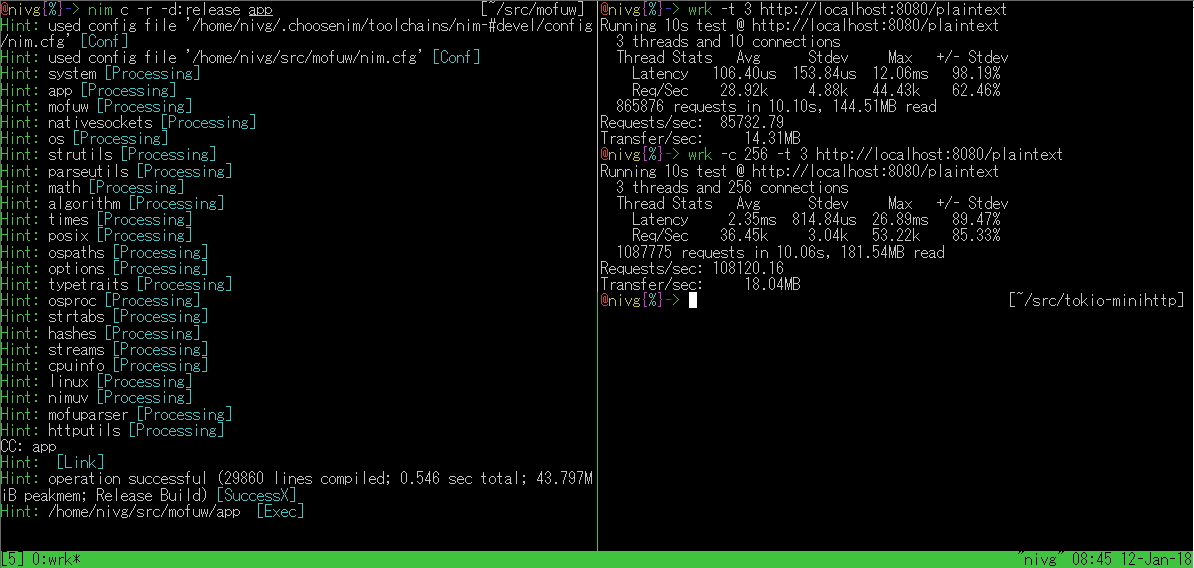 @nivg{%}-> nim c -r -d:release app [~/src/mofuw]
Hint: used config file '/home/nivg/.choosenim/toolchains/nim-#devel/config
/nim.cfg' [Conf]
Hint: used config file '/home/nivg/src/mofuw/nim.cfg' [Conf]
Hint: system [Processing]
Hint: app [Processing]
Hint: mofuw [Processing]
Hint: nativesockets [Processing]
Hint: os [Processing]
Hint: strutils [Processing]
Hint: parseutils [Processing]
Hint: math [Processing]
Hint: algorithm [Processing]
Hint: times [Processing]
Hint: posix [Processing]
Hint: ospaths [Processing]
Hint: options [Processing]
Hint: typetraits [Processing]
Hint: osproc [Processing]
Hint: strtabs [Processing]
Hint: hashes [Processing]
Hint: streams [Processing]
Hint: cpuinfo [Processing]
Hint: linux [Processing]
Hint: nimuv [Processing]
Hint: mofuparser [Processing]
Hint: httputils [Processing]
CC: app
Hint:  [Link]
Hint: operation successful (29860 lines compiled; 0.546 sec total; 43.797M
iB peakmem; Release Build) [SuccessX]
Hint: /home/nivg/src/mofuw/app  [Exec]
@nivg{%}-> wrk -t 3 http://localhost:8080/plaintext
Running 10s test @ http://localhost:8080/plaintext
  3 threads and 10 connections
  Thread Stats   Avg      Stdev     Max   +/- Stdev
    Latency   106.40us  153.84us  12.06ms   98.19%
    Req/Sec    28.92k     4.88k   44.43k    62.46%
  865876 requests in 10.10s, 144.51MB read
Requests/sec:  85732.79
Transfer/sec:     14.31MB
@nivg{%}-> wrk -c 256 -t 3 http://localhost:8080/plaintext
Running 10s test @ http://localhost:8080/plaintext
  3 threads and 256 connections
  Thread Stats   Avg      Stdev     Max   +/- Stdev
    Latency     2.35ms  814.84us  26.89ms   89.47%
    Req/Sec    36.45k     3.04k   53.22k    85.33%
  1087775 requests in 10.06s, 181.54MB read
Requests/sec: 108120.16
Transfer/sec:     18.04MB
@nivg{%}-> [~/src/tokio-minihttp]
[5] 0:wrk* "nivg" 08:45 12-Jan-18